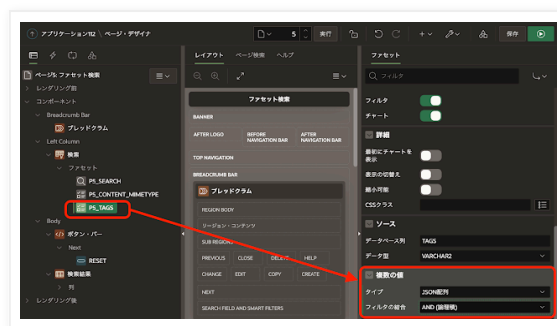 アプリケーション112 \ ページ・デザイナ
5
実行
保存
ページ5: ファセット検索
レンダリング前
コンポーネント
Breadcrumb Bar
ブレッドクラム
Left Column
検索
ファセット
P5_SEARCH
P5_CONTENT_MIMETYPE
P5_TAGS
Body
ボタン・バー
Next
RESET
検索結果
列
レンダリング後
レイアウト
ページ検索
ヘルプ
ファセット検索
BANNER
AFTER LOGO
BEFORE NAVIGATION BAR
AFTER NAVIGATION BAR
TOP NAVIGATION
BREADCRUMB BAR
ブレッドクラム
REGION BODY
リージョン・コンテンツ
SUB REGIONS
PREVIOUS
CLOSE
DELETE
HELP
CHANGE
EDIT
COPY
CREATE
NEXT
SEARCH FIELD AND SMART FILTERS
ファセット
フィルタ
フィルタ
チャート
詳細
最初にチャートを
表示
表示の切替え
縮小可能
CSSクラス
ソース
データベース列
TAGS
データ型
VARCHAR2
複数の値
タイプ
JSON配列
フィルタの結合
AND (論理積)